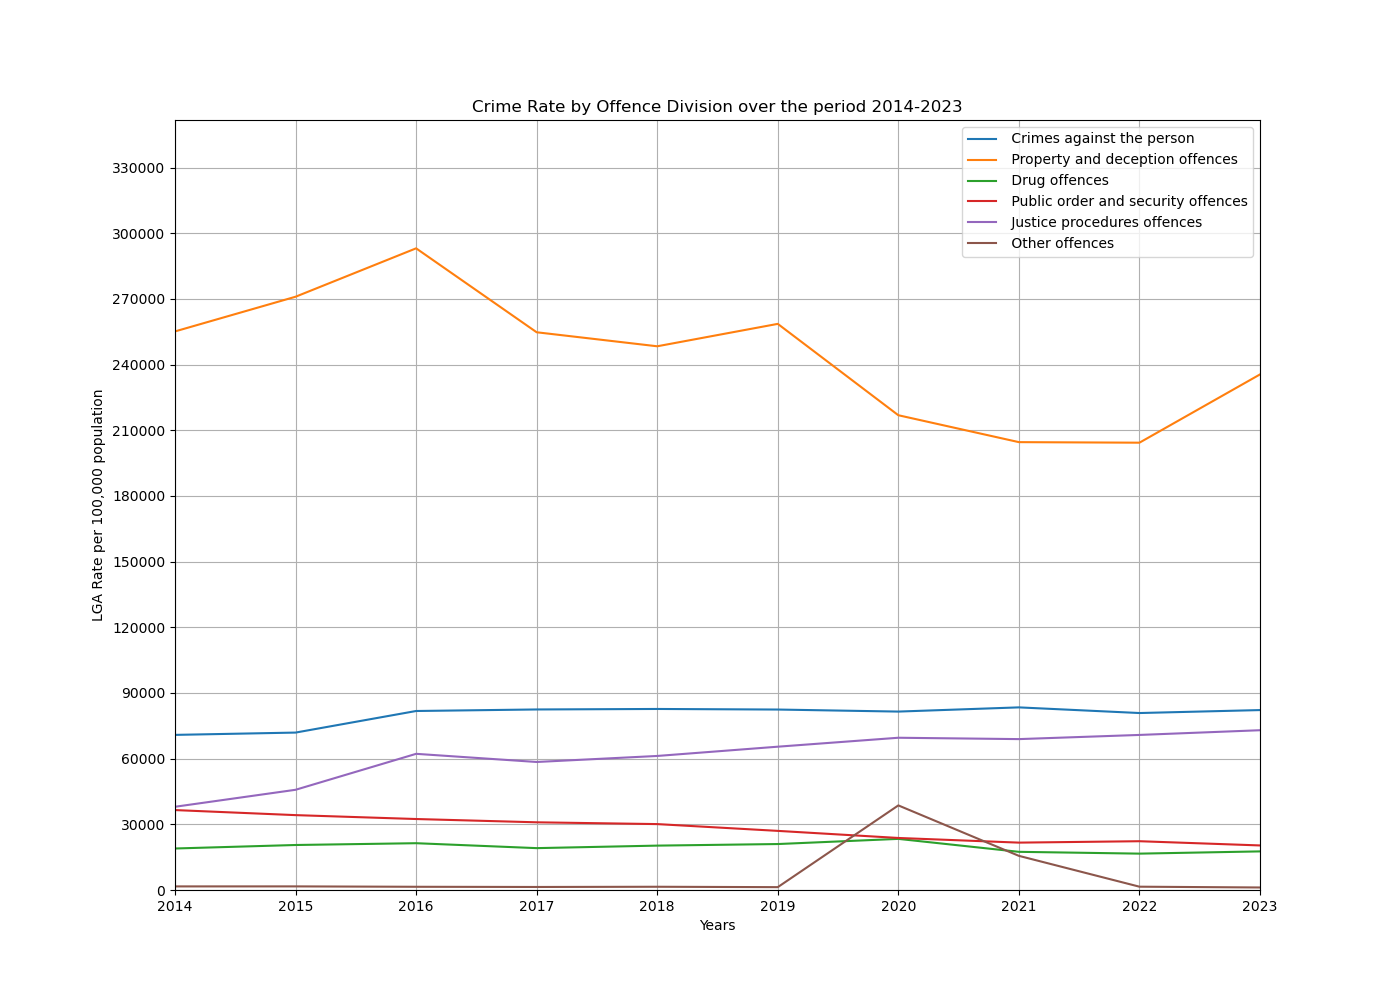 Crime Rate by Offence Division over the period 2014-2023
Crimes against the person
Property and deception offences
Drug offences
Public order and security offences
Justice procedures offences
Other offences
330000
300000
270000
240000
210000
180000
150000
120000
90000
60000
30000
0
LGA Rate per 100,000 population
2014 2015 2016 2017 2018 2019 2020 2021 2022 2023
Years